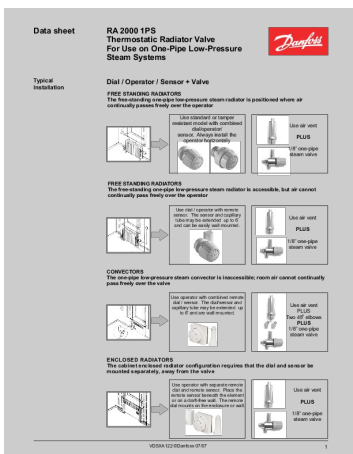 Data sheet
RA 2000 1PS
Thermostatic Radiator Valve
For Use on One-Pipe Low-Pressure
Steam Systems
Danfoss
Typical
Installation
Dial / Operator / Sensor + Valve
FREE STANDING RADIATORS
The free-standing one-pipe low-pressure steam radiator is positioned where air
continually passes freely over the operator
Use standard or tamper
resistant model with combined
dial/operator/
sensor. Always install the
operator horizontally
Use air vent
PLUS
1/8" one-pipe
steam valve
FREE STANDING RADIATORS
The free-standing one-pipe low-pressure steam radiator is accessible, but air cannot
continually pass freely over the operator
Use dial / operator with remote
sensor. The sensor and capillary
tube may be extended up to 6'
and can be easily wall mounted.
Use air vent
PLUS
1/8" one-pipe
steam valve
CONVECTORS
The one-pipe low-pressure steam convector is inaccessible; room air cannot continually
pass freely over the valve
Use operator with combined remote
dial / sensor. The dial/sensor and
capillary tube may be extended up
to 6' and are wall mounted.
Use air vent
PLUS
Two 45° elbows
PLUS
1/8" one-pipe
steam valve
ENCLOSED RADIATORS
The cabinet enclosed radiator configuration requires that the dial and sensor be
mounted separately, away from the valve
Use operator with separate remote
dial and remote sensor. Place the
remote sensor beneath the element
or on a draft-free wall. The remote
dial mounts on the enclosure or wall.
Use air vent
PLUS
1/8" one-pipe
steam valve
1